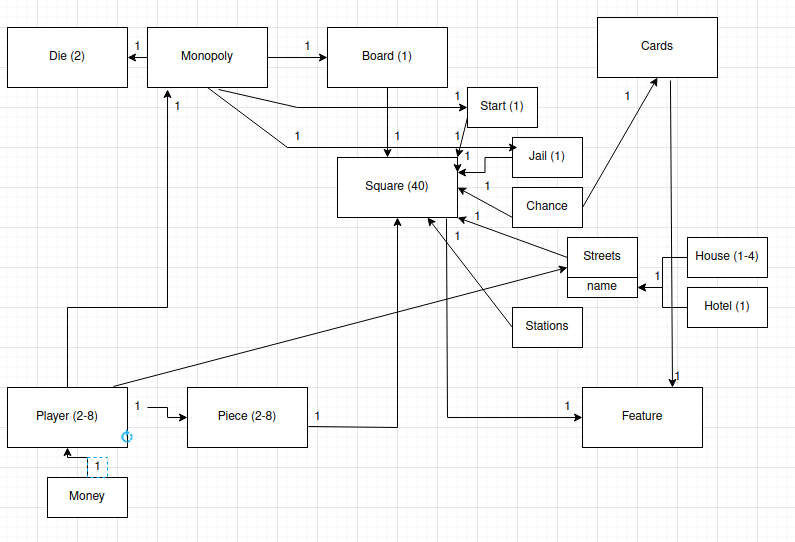 Cards
Die (2)
1
Monopoly
1
Board (1)
1
1
1
Start (1)
1
1
1
1
Jail (1)
1
Square (40)
1
Chance
1
1
Streets
name
1
House (1-4)
Hotel (1)
Stations
1
Player (2-8)
1
Piece (2-8)
1
1
Feature
1
Money